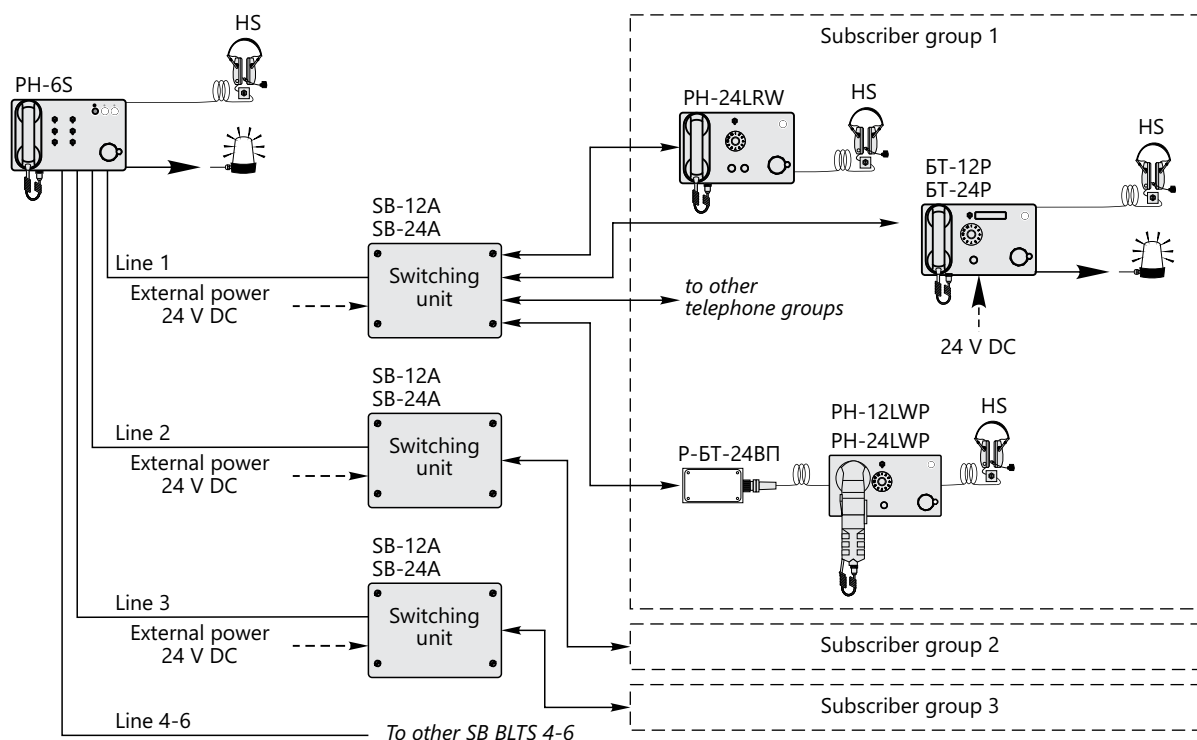 HS
PH-6S
Subscriber group 1
PH-24LRW
HS
HS
БТ-12Р
БТ-24Р
SB-12A
SB-24A
Line 1
External power
24 V DC
Switching
unit
to other
telephone groups
24 V DC
SB-12A
SB-24A
Line 2
External power
24 V DC
Switching
unit
PH-12LWP
PH-24LWP
HS
Р-БТ-24ВП
SB-12A
SB-24A
Line 3
External power
24 V DC
Switching
unit
Subscriber group 2
Subscriber group 3
Line 4-6
To other SB BLTS 4-6